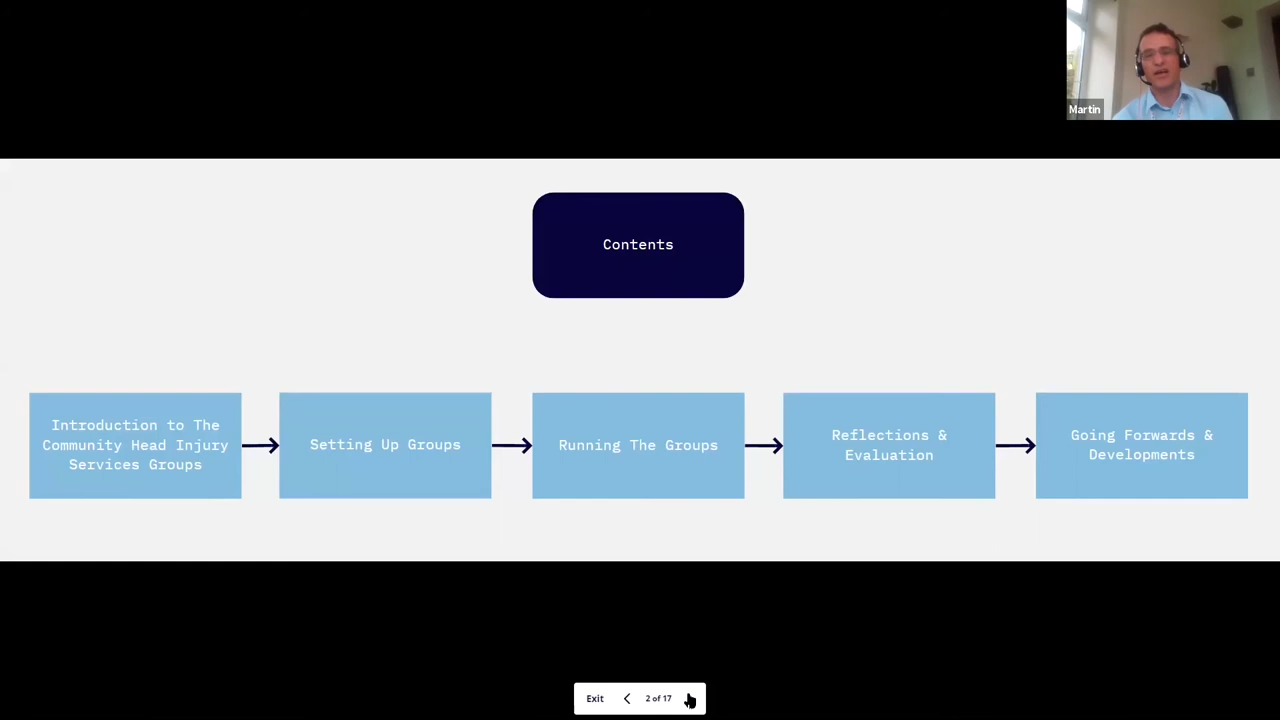 Martin
Contents
Introduction to The
Community Head Injury
Services Groups
Setting Up Groups
Running The Groups
Reflections &
Evaluation
Going Forwards &
Developments
Exit
2 of 17